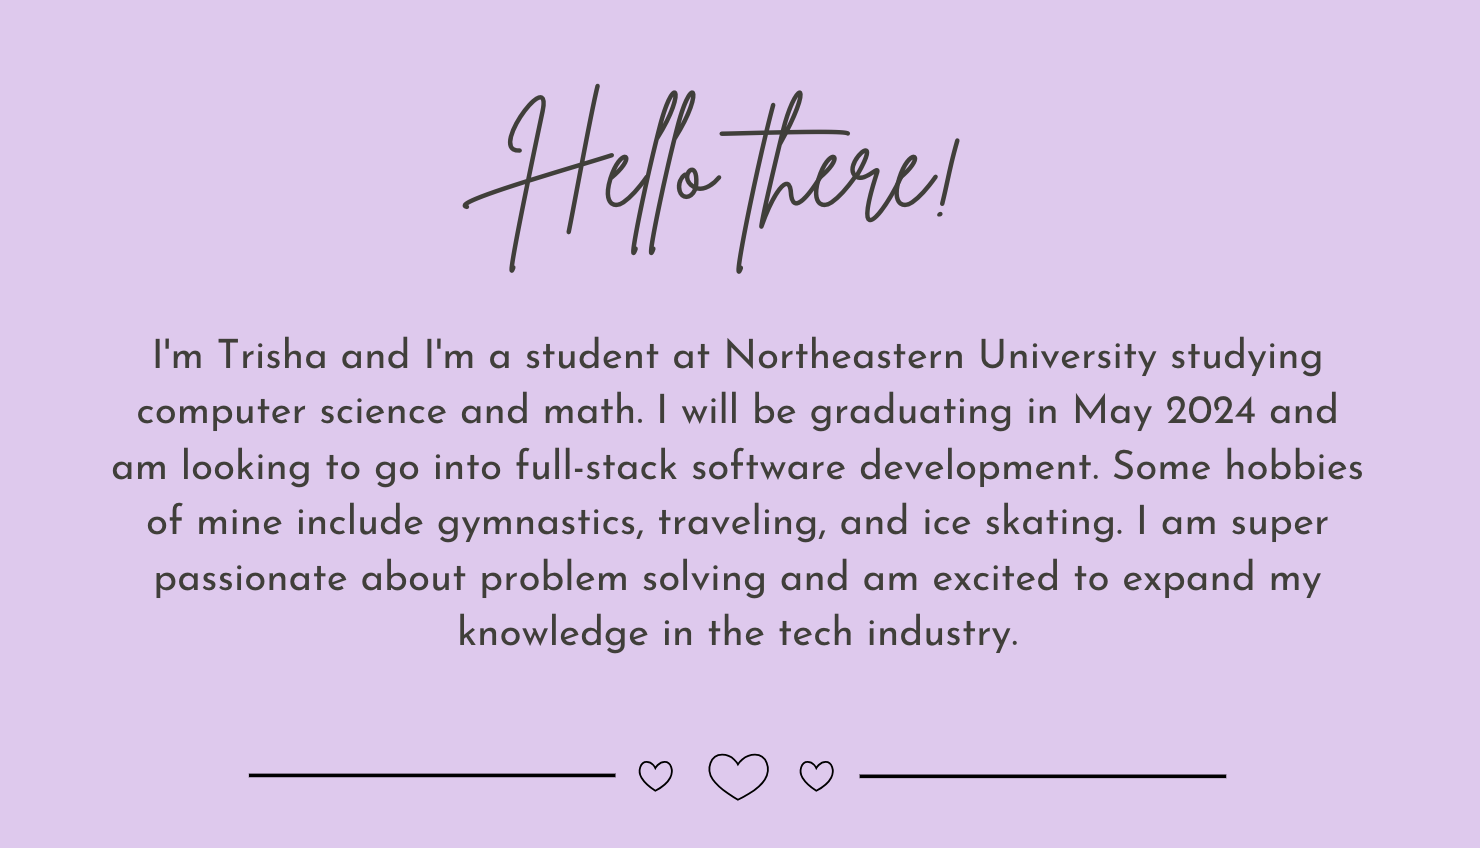 Hello there!
I'm Trisha and I'm a student at Northeastern University studying
computer science and math. I will be graduating in May 2024 and
am looking to go into full-stack software development. Some hobbies
of mine include gymnastics, traveling, and ice skating. I am super
passionate about problem solving and am excited to expand my
knowledge in the tech industry.